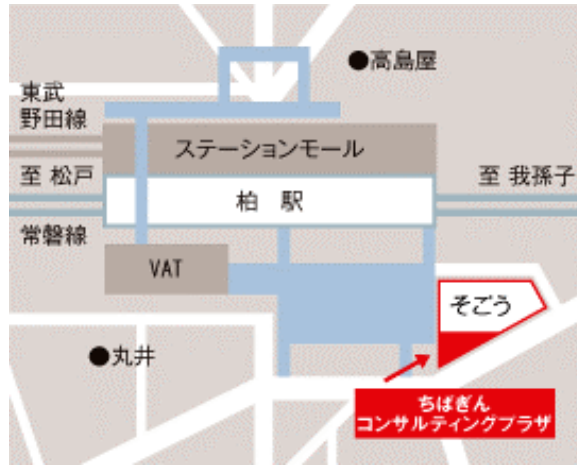 ●高島屋
東武
野田線
ステーションモール
至 松戸
至 我孫子
柏 駅
常磐線
VAT
そごう
●丸井
ちばぎん
コンサルティングプラザ